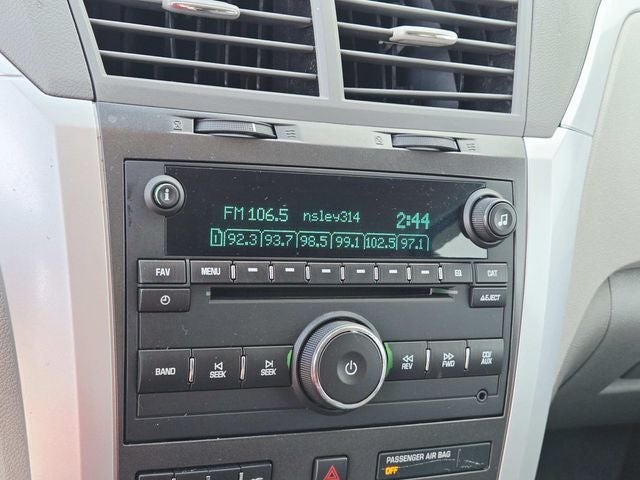 FM 106.5 nsley314 2:44
1 92.3 93.7 98.5 99.1 102.5 97.1
FAV MENU EQ CAT
EJECT
BAND SEEK SEEK REV FWD CD/AUX
PASSENGER AIR BAG
OFF